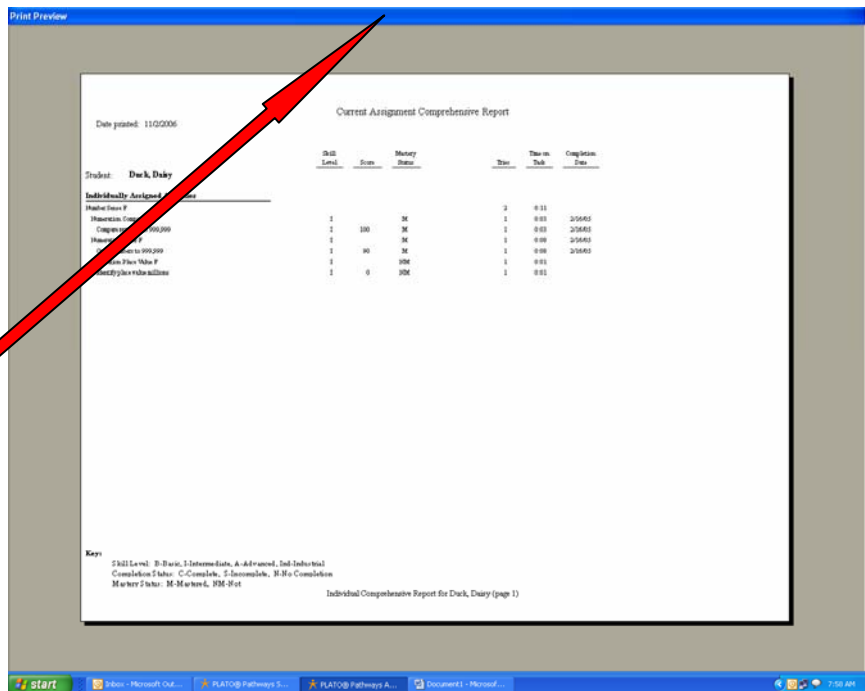 Print Preview
Current Assignment Comprehensive Report
Date printed: 11/2/2006
Skill Level Score Mastery Status Tries Time on Task Completion Date
Student: Duck, Daisy
Individually Assigned
Number Sense F 3 0:11
Numeration I M 1 0:03 2/16/05
999,999 I 100 M 1 0:03 2/16/05
F I M 1 0:08 2/16/05
to 999,999 I 90 M 1 0:08 2/16/05
Place Value F I NM 1 0:01
Identify place value millions I 0 NM 1 0:01
Key:
Skill Level: B-Basic, I-Intermediate, A-Advanced, Ind-Industrial
Completion Status: C-Complete, S-Incomplete, N-No Completion
Mastery Status: M-Mastered, NM-Not
Individual Comprehensive Report for Duck, Daisy (page 1)
start Inbox - Microsoft Out... PLATO® Pathways S... PLATO® Pathways A... Document1 - Microsof... 7:58 AM